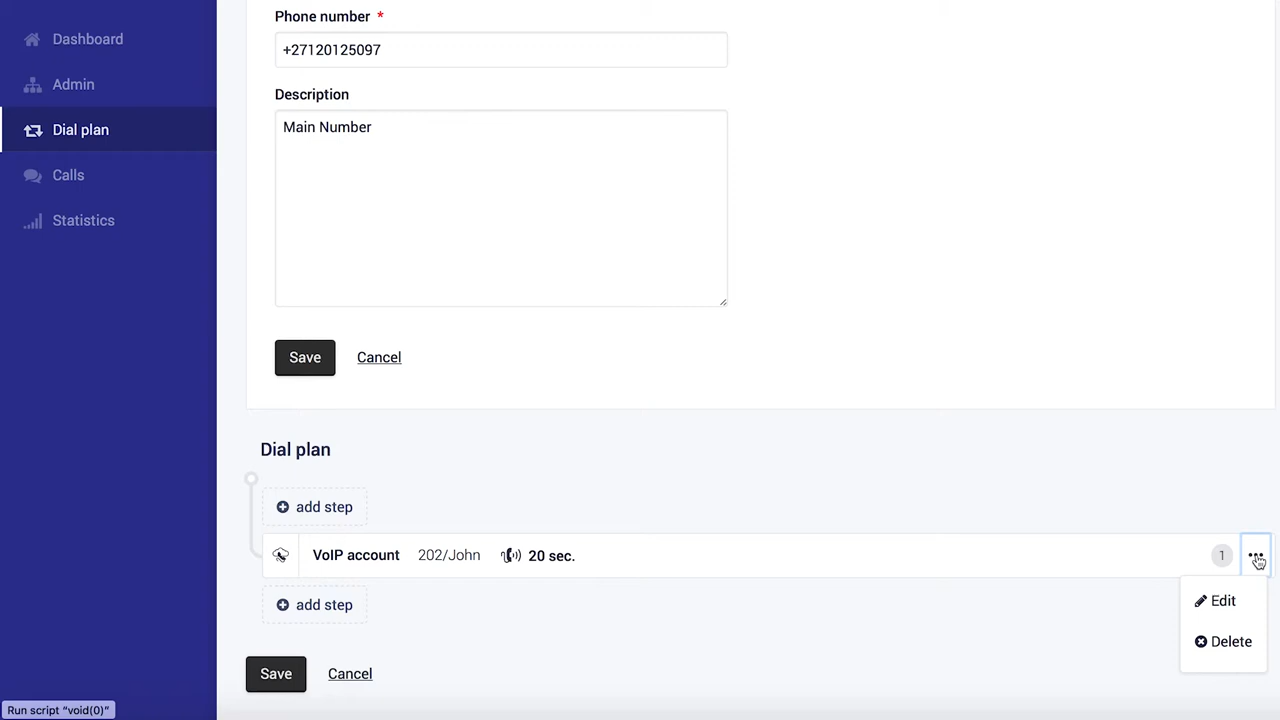 Dashboard
Admin
Dial plan
Calls
Statistics
Phone number *
+27120125097
Description
Main Number
Save Cancel
Dial plan
add step
VoIP account 202/John 20 sec. 1
add step
Edit
Delete
Save Cancel
Run script “void(0)”